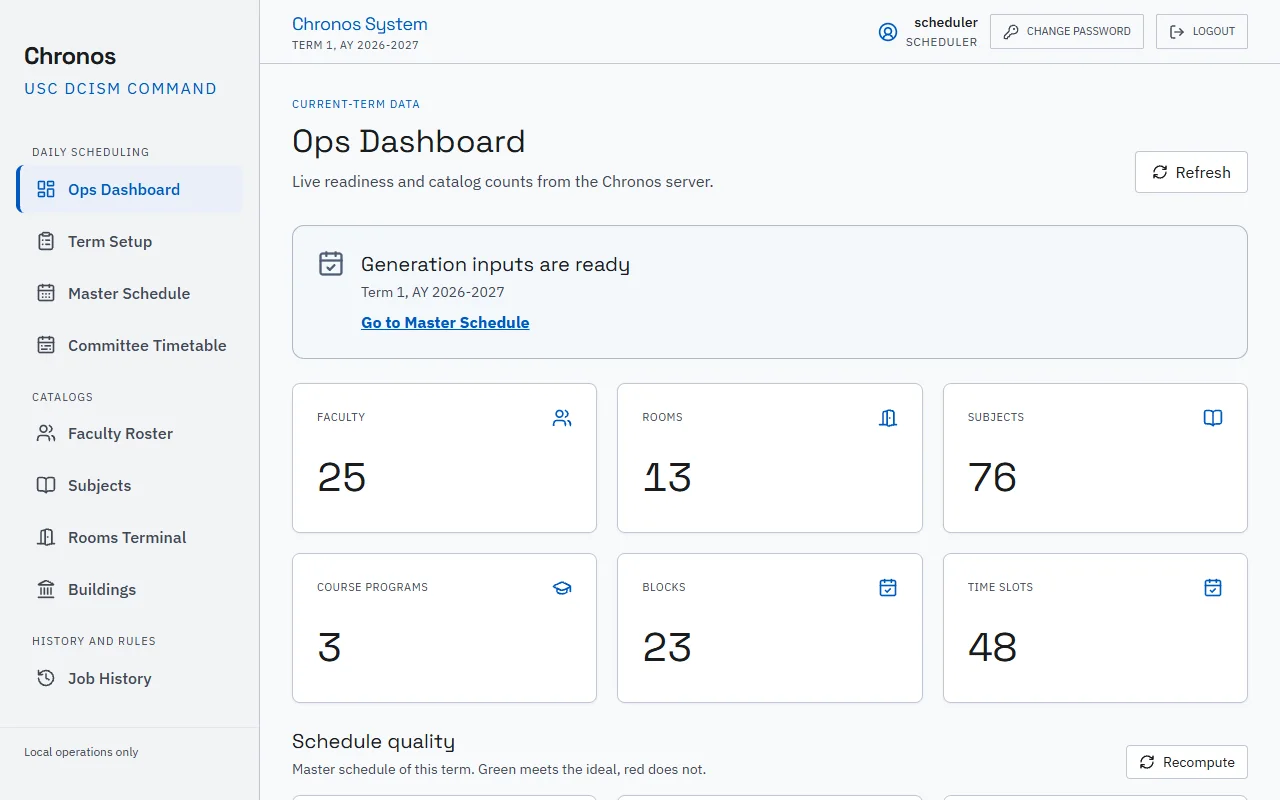 Chronos
USC DCISM COMMAND
DAILY SCHEDULING
Ops Dashboard
Term Setup
Master Schedule
Committee Timetable
CATALOGS
Faculty Roster
Subjects
Rooms Terminal
Buildings
HISTORY AND RULES
Job History
Local operations only
Chronos System
TERM 1, AY 2026-2027
scheduler
SCHEDULER
CHANGE PASSWORD
LOGOUT
CURRENT-TERM DATA
Ops Dashboard
Live readiness and catalog counts from the Chronos server.
Refresh
Generation inputs are ready
Term 1, AY 2026-2027
Go to Master Schedule
FACULTY
25
ROOMS
13
SUBJECTS
76
COURSE PROGRAMS
3
BLOCKS
23
TIME SLOTS
48
Schedule quality
Master schedule of this term. Green meets the ideal, red does not.
Recompute